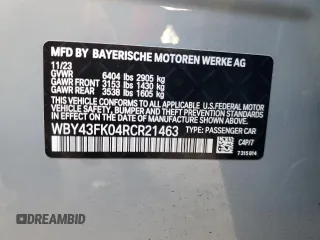 MFD BY BAYERISCHE MOTOREN WERKE AG
11/23
GVWR 6404 lbs 2905 kg
GAWR FRONT 3153 lbs 1430 kg
GAWR REAR 3538 lbs 1605 kg
THIS VEHICLE CONFORMS TO ALL APPLICABLE FEDERAL
MOTOR VEHICLE SAFETY, BUMPER, AND THEFT PREVENTION
STANDARDS IN EFFECT ON THE DATE OF MANUFACTURE SHOWN ABOVE.
WBY43FK04RCR21463 TYPE: PASSENGER CAR
C4P/T
DREAMBID